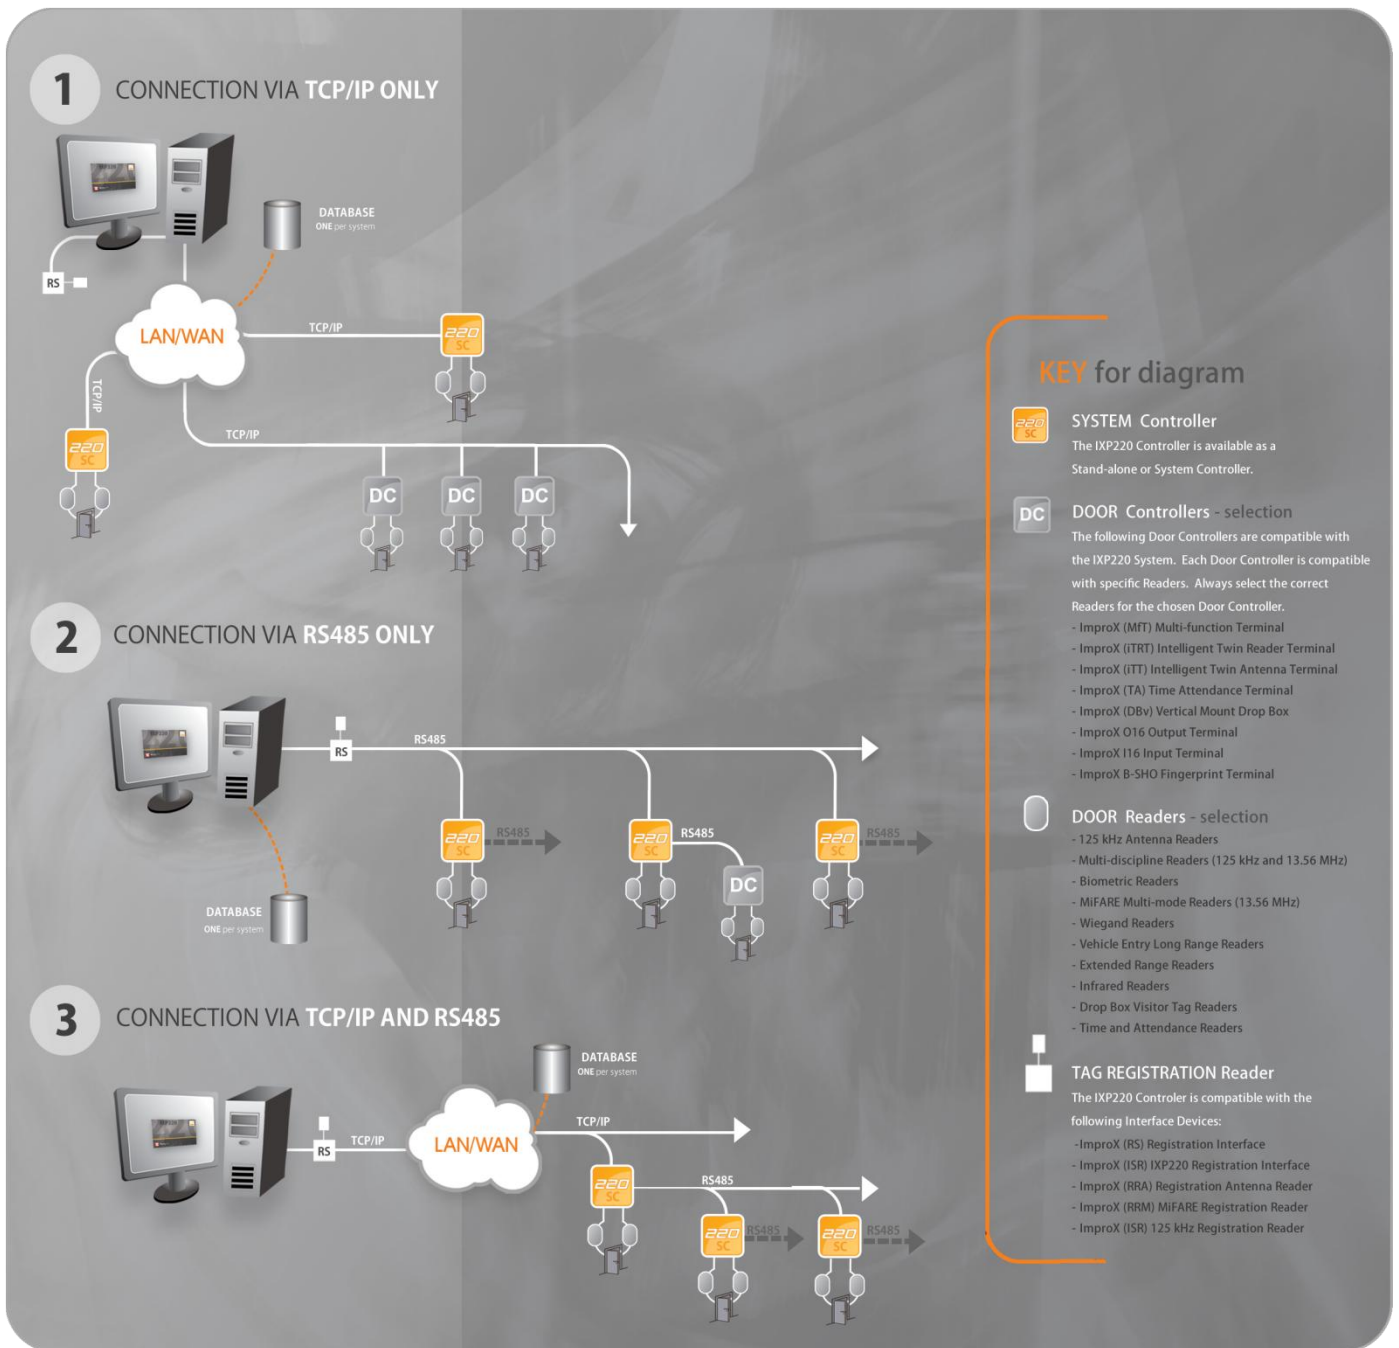 1 CONNECTION VIA TCP/IP ONLY
DATABASE
ONE per system
RS
LAN/WAN
TCP/IP
220
SC
TCP/IP
220
SC
TCP/IP
DC
DC
DC
2 CONNECTION VIA RS485 ONLY
RS
RS485
220
SC
RS485
220
SC
RS485
DC
220
SC
RS485
DATABASE
ONE per system
3 CONNECTION VIA TCP/IP AND RS485
DATABASE
ONE per system
RS
TCP/IP
LAN/WAN
TCP/IP
220
SC
RS485
220
SC
RS485
220
SC
RS485
KEY for diagram
220
SC
SYSTEM Controller
The IXP220 Controller is available as a
Stand-alone or System Controller.
DC
DOOR Controllers - selection
The following Door Controllers are compatible with
the IXP220 System. Each Door Controller is compatible
with specific Readers. Always select the correct
Readers for the chosen Door Controller.
- ImproX (MfT) Multi-function Terminal
- ImproX (iTRT) Intelligent Twin Reader Terminal
- ImproX (iTT) Intelligent Twin Antenna Terminal
- ImproX (TA) Time Attendance Terminal
- ImproX (DBv) Vertical Mount Drop Box
- ImproX O16 Output Terminal
- ImproX I16 Input Terminal
- ImproX B-SHO Fingerprint Terminal
DOOR Readers - selection
- 125 kHz Antenna Readers
- Multi-discipline Readers (125 kHz and 13.56 MHz)
- Biometric Readers
- MiFARE Multi-mode Readers (13.56 MHz)
- Wiegand Readers
- Vehicle Entry Long Range Readers
- Extended Range Readers
- Infrared Readers
- Drop Box Visitor Tag Readers
- Time and Attendance Readers
TAG REGISTRATION Reader
The IXP220 Controler is compatible with the
following Interface Devices:
-ImproX (RS) Registration Interface
- ImproX (ISR) IXP220 Registration Interface
- ImproX (RRA) Registration Antenna Reader
- ImproX (RRM) MiFARE Registration Reader
- ImproX (ISR) 125 kHz Registration Reader